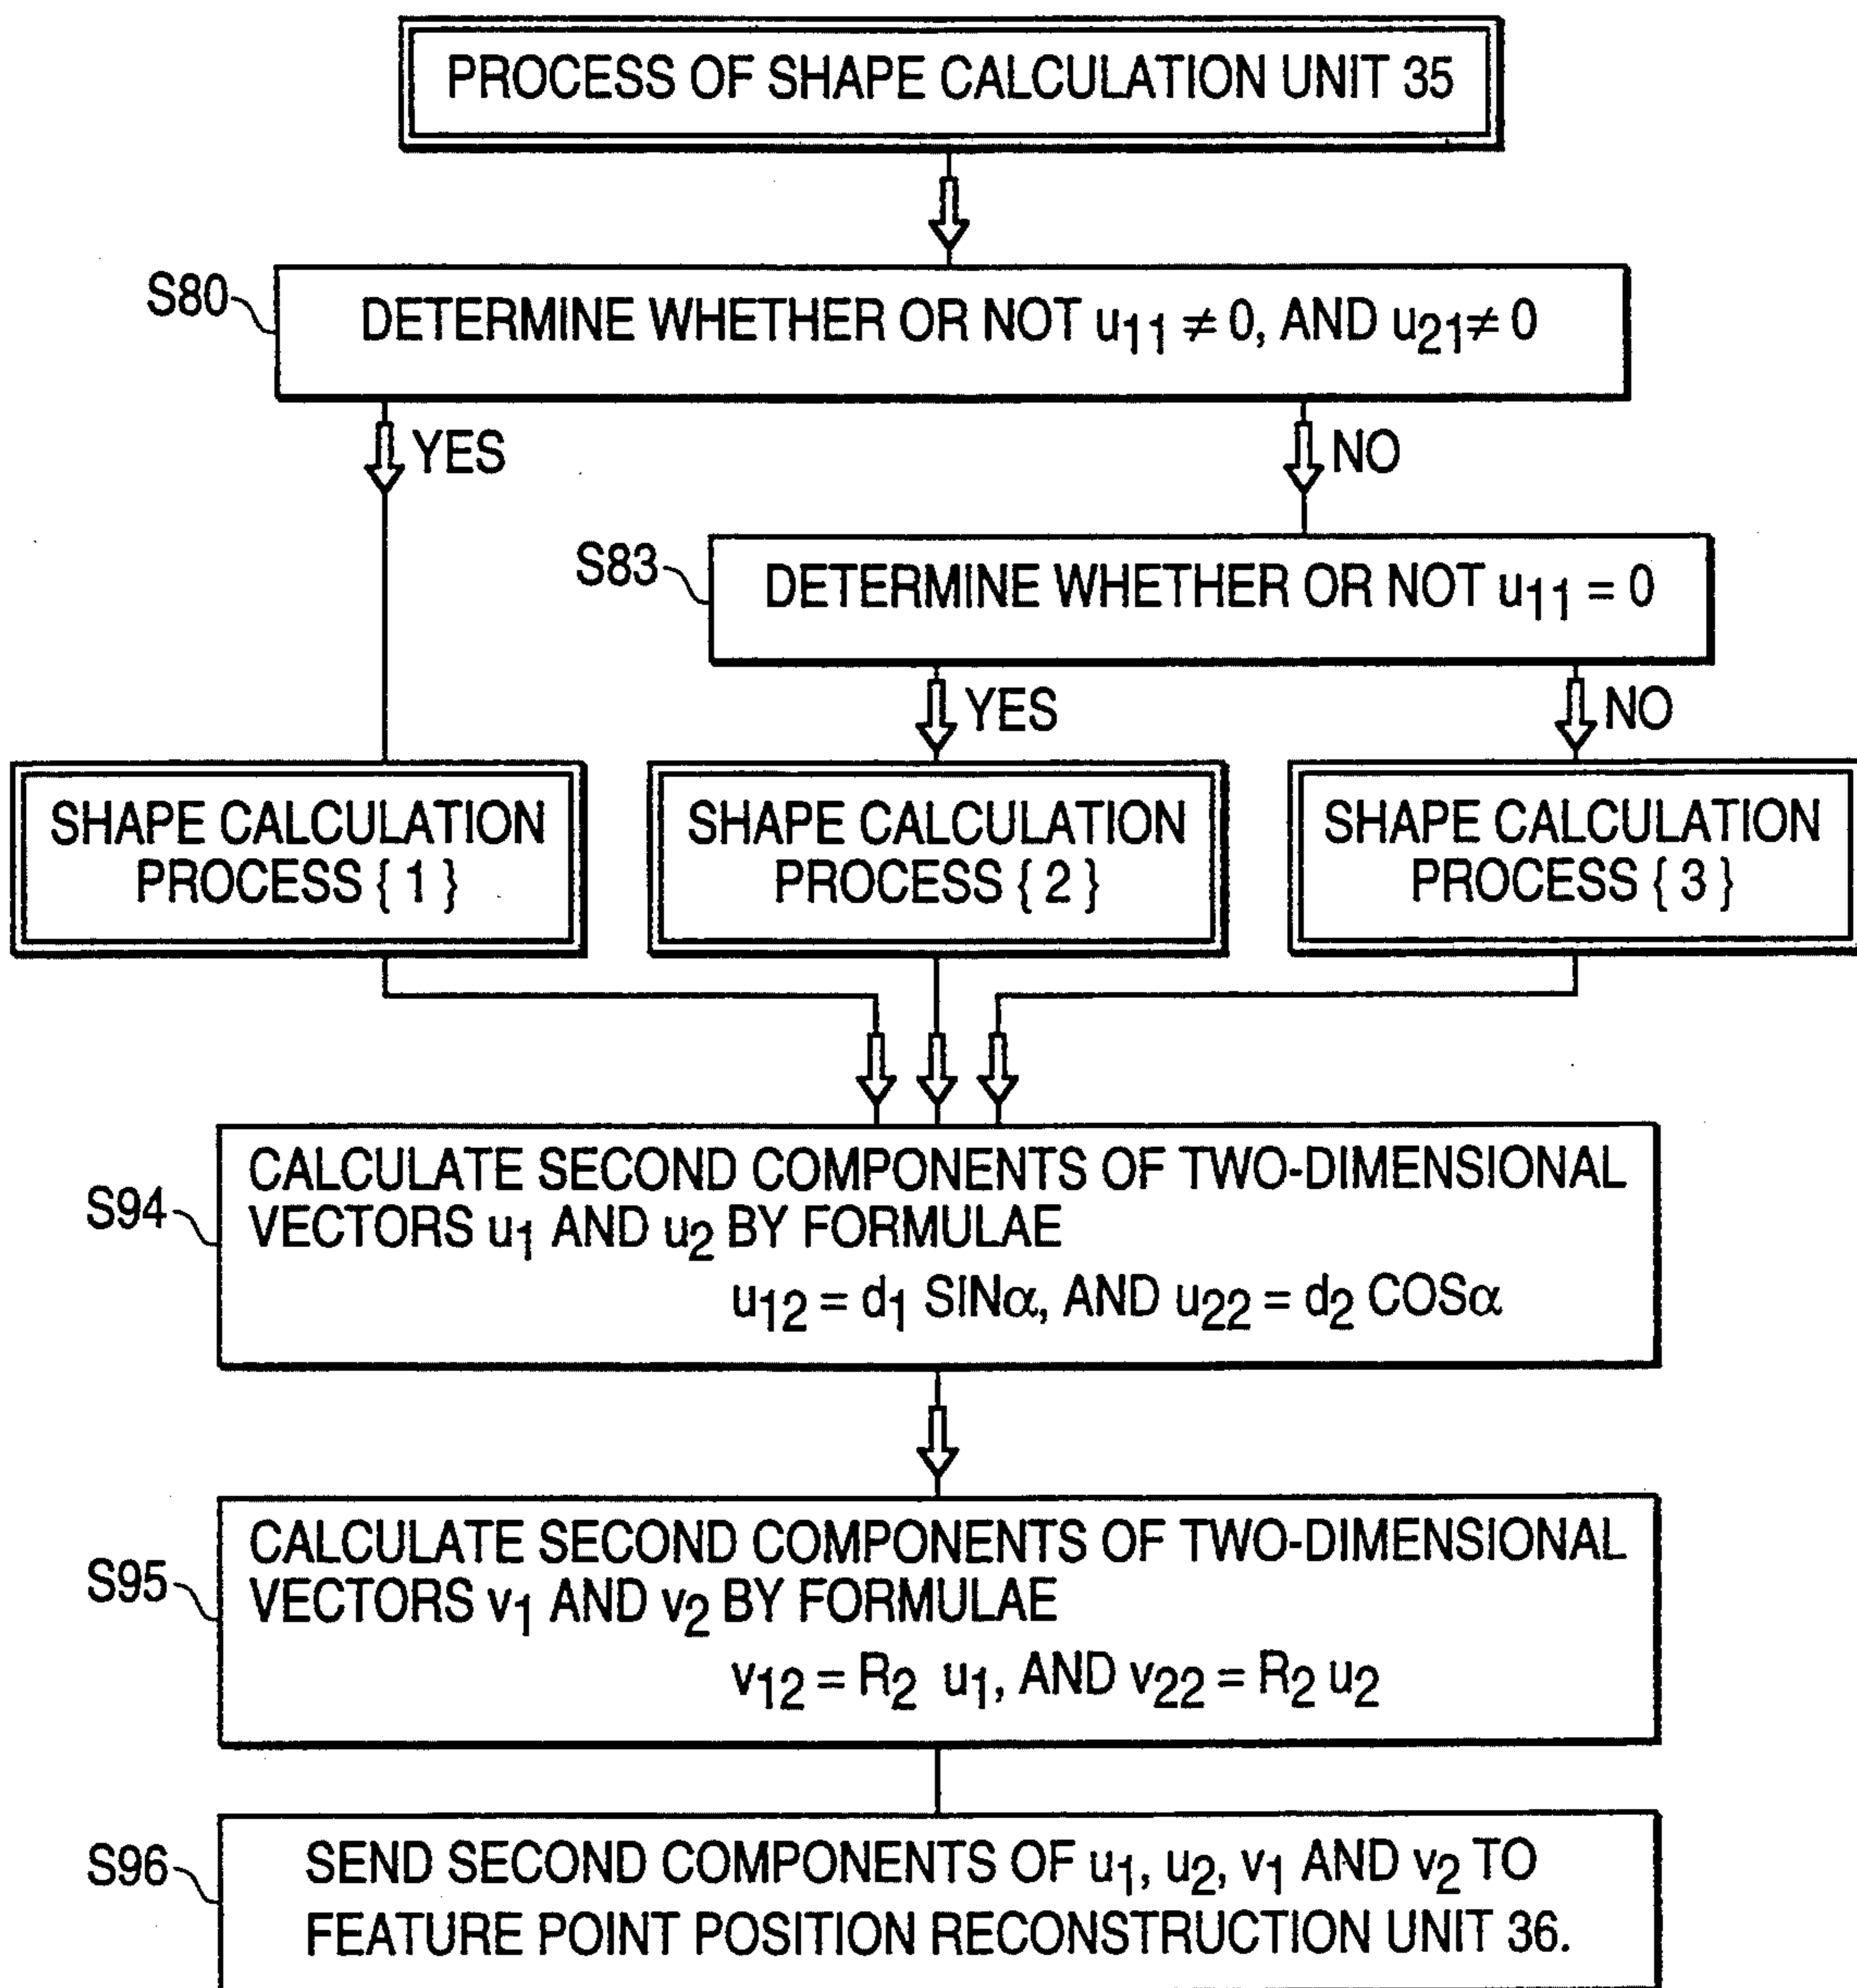 PROCESS OF SHAPE CALCULATION UNIT 35
S80
DETERMINE WHETHER OR NOT u₁₁ ≠ 0, AND u₂₁ ≠ 0
YES
NO
S83
DETERMINE WHETHER OR NOT u₁₁ = 0
YES
NO
SHAPE CALCULATION
PROCESS { 1 }
SHAPE CALCULATION
PROCESS { 2 }
SHAPE CALCULATION
PROCESS { 3 }
S94
CALCULATE SECOND COMPONENTS OF TWO-DIMENSIONAL
VECTORS u₁ AND u₂ BY FORMULAE
u₁₂ = d₁ SINα, AND u₂₂ = d₂ COSα
S95
CALCULATE SECOND COMPONENTS OF TWO-DIMENSIONAL
VECTORS v₁ AND v₂ BY FORMULAE
v₁₂ = R₂ u₁, AND v₂₂ = R₂ u₂
S96
SEND SECOND COMPONENTS OF u₁, u₂, v₁ AND v₂ TO
FEATURE POINT POSITION RECONSTRUCTION UNIT 36.